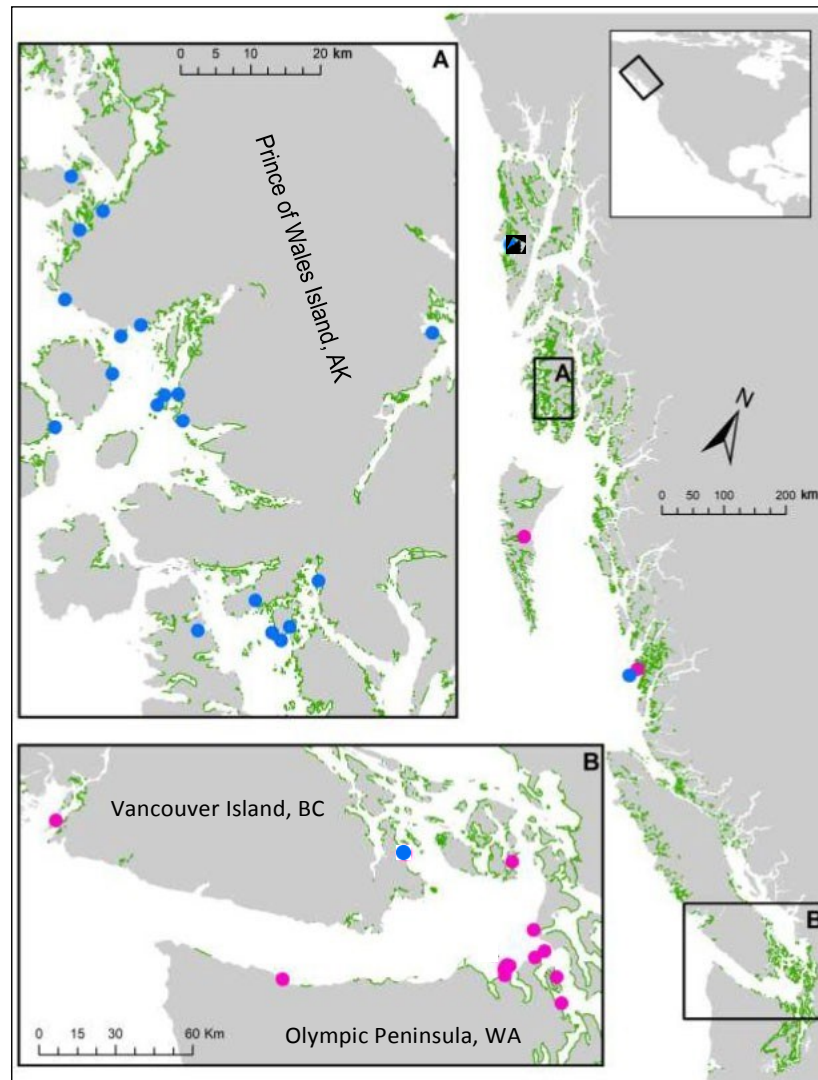 0 10 20 km
A
Prince of Wales Island, AK
A
N
0 50 100 200 km
B
Vancouver Island, BC
B
0 15 30 60 Km
Olympic Peninsula, WA